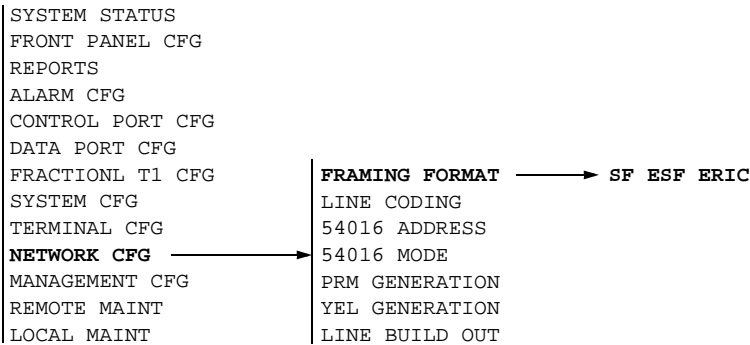 SYSTEM STATUS
FRONT PANEL CFG
REPORTS
ALARM CFG
CONTROL PORT CFG
DATA PORT CFG
FRACTIONL T1 CFG
SYSTEM CFG
TERMINAL CFG
NETWORK CFG
MANAGEMENT CFG
REMOTE MAINT
LOCAL MAINT
FRAMING FORMAT
LINE CODING
54016 ADDRESS
54016 MODE
PRM GENERATION
YEL GENERATION
LINE BUILD OUT
SF ESF ERIC